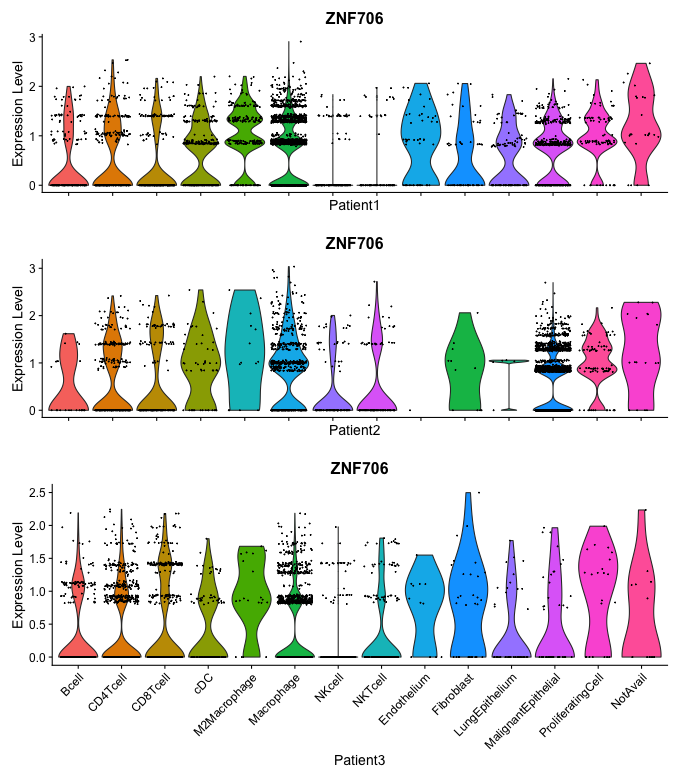 ZNF706
Expression Level
3
2
1
0
Patient1
ZNF706
Expression Level
3
2
1
0
Patient2
ZNF706
Expression Level
2.5
2.0
1.5
1.0
0.5
0.0
Bcell
CD4Tcell
CD8Tcell
cDC
M2Macrophage
Macrophage
NKcell
NKTcell
Endothelium
Fibroblast
LungEpithelium
MalignantEpithelial
ProliferatingCell
NotAvail
Patient3